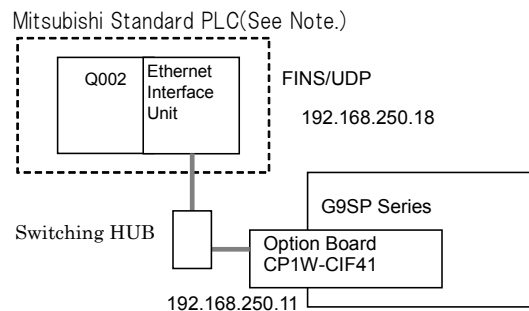 Mitsubishi Standard PLC(See Note.)
Q002
Ethernet
Interface
Unit
FINS/UDP
192.168.250.18
G9SP Series
Switching HUB
Option Board
CP1W-CIF41
192.168.250.11